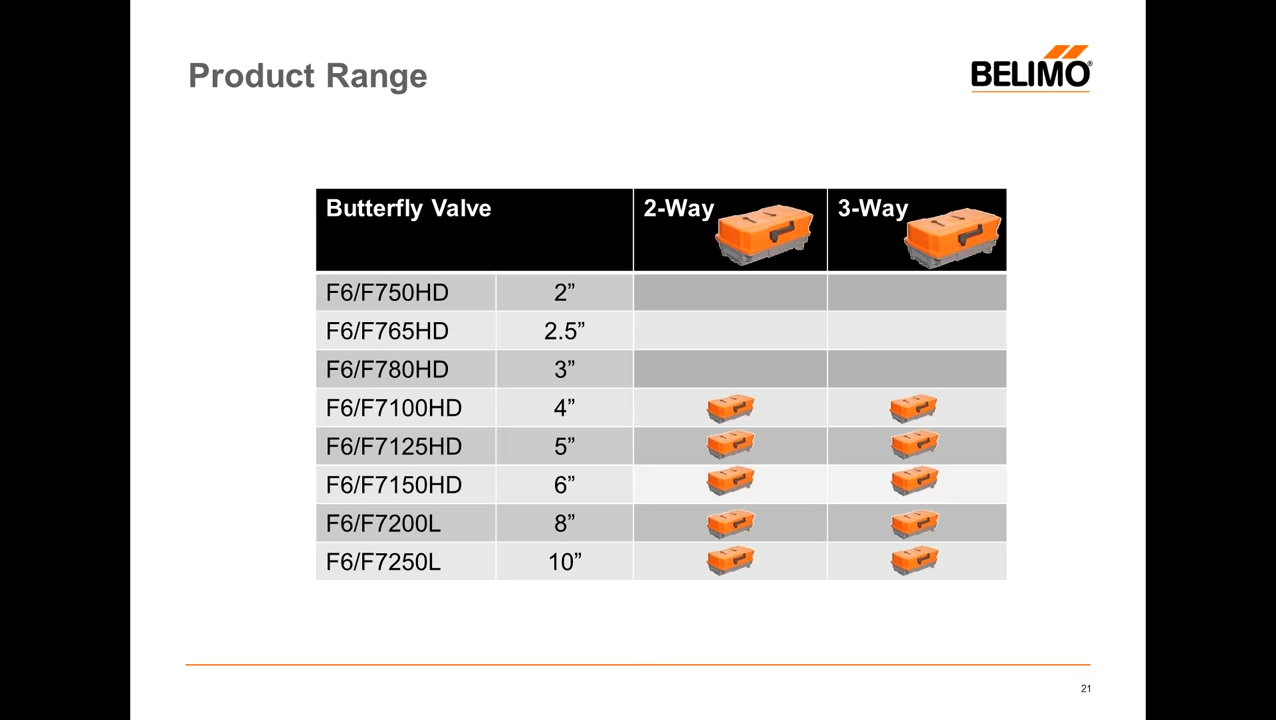 Product Range
BELIMO®
Butterfly Valve 2-Way 3-Way
F6/F750HD 2”
F6/F765HD 2.5”
F6/F780HD 3”
F6/F7100HD 4”
F6/F7125HD 5”
F6/F7150HD 6”
F6/F7200L 8”
F6/F7250L 10”
21